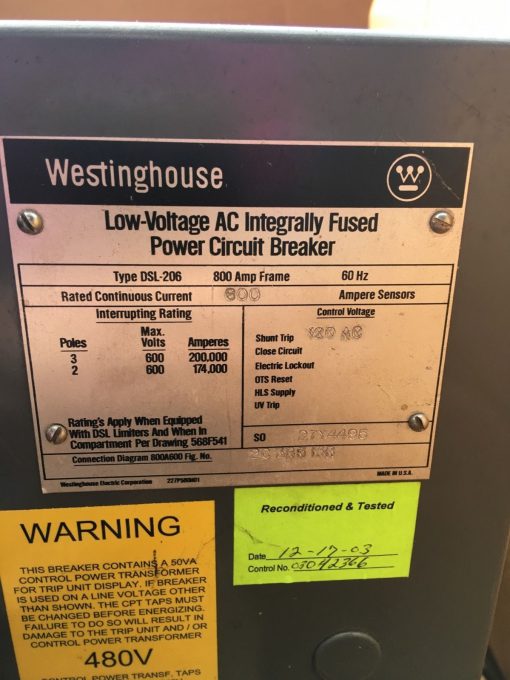 Westinghouse
W
Low-Voltage AC Integrally Fused
Power Circuit Breaker
Type DSL-206 800 Amp Frame 60 Hz
Rated Continuous Current 800 Ampere Sensors
Interrupting Rating
Poles Max. Volts Amperes
3 600 200,000
2 600 174,000
Control Voltage
Shunt Trip 120 AC
Close Circuit
Electric Lockout
OTS Reset
HLS Supply
UV Trip
Rating's Apply When Equipped
With DSL Limiters And When In
Compartment Per Drawing 568F541
SO
Connection Diagram 800A600 Fig. No.
Westinghouse Electric Corporation
MADE IN U.S.A.
Reconditioned & Tested
Date 12-17-03
Control No. 03042366
WARNING
THIS BREAKER CONTAINS A 50VA
CONTROL POWER TRANSFORMER
FOR TRIP UNIT DISPLAY. IF BREAKER
IS USED ON A LINE VOLTAGE OTHER
THAN SHOWN. THE CPT TAPS MUST
BE CHANGED BEFORE ENERGIZING.
FAILURE TO DO SO WILL RESULT IN
DAMAGE TO THE TRIP UNIT AND / OR
CONTROL POWER TRANSFORMER
480V
CONTROL POWER TRANSF. TAPS